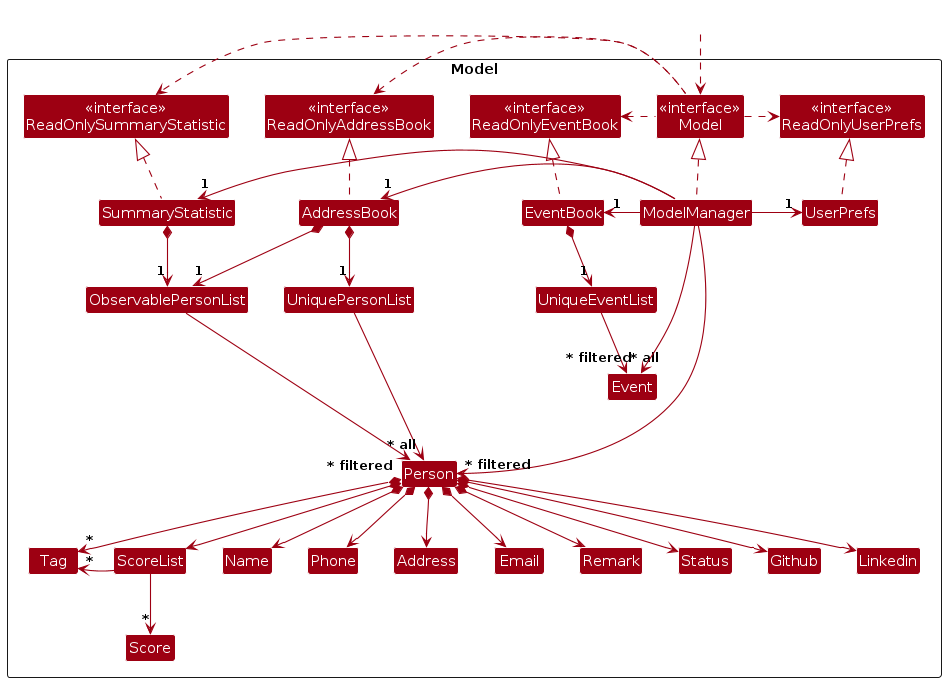 Model
«interface»
ReadOnlySummaryStatistic
«interface»
ReadOnlyAddressBook
«interface»
ReadOnlyEventBook
«interface»
Model
«interface»
ReadOnlyUserPrefs
1
1
1
1
SummaryStatistic
AddressBook
EventBook
ModelManager
UserPrefs
1
1
1
1
ObservablePersonList
UniquePersonList
UniqueEventList
* filtered
* all
Event
* all
* filtered
* filtered
Person
*
*
Tag
ScoreList
Name
Phone
Address
Email
Remark
Status
Github
Linkedin
*
Score